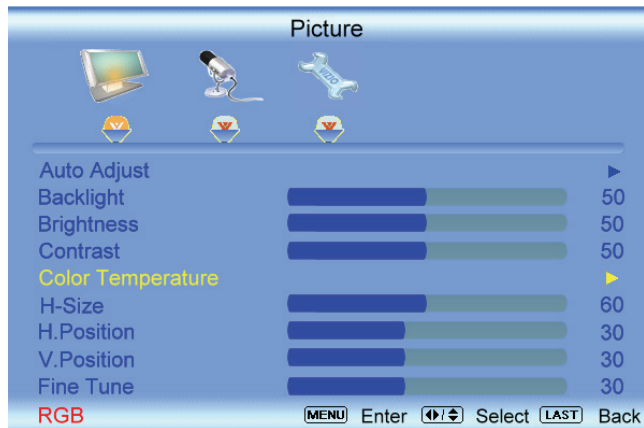 Picture
VIZIO
Auto Adjust
Backlight 50
Brightness 50
Contrast 50
Color Temperature
H-Size 60
H.Position 30
V.Position 30
Fine Tune 30
RGB MENU Enter Select LAST Back